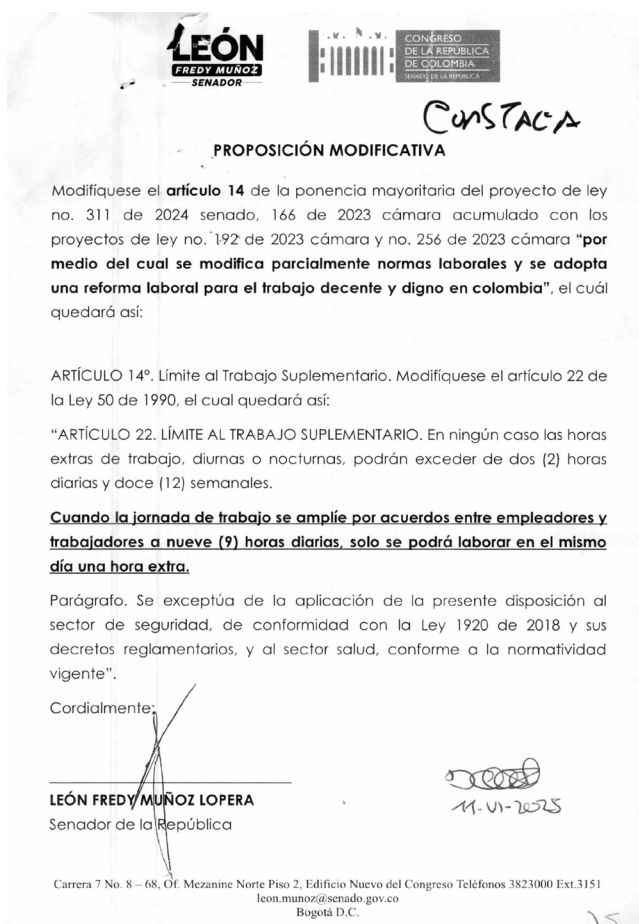 LEÓN
FREDY MUÑOZ
SENADOR
CONGRESO
DE LA REPÚBLICA
DE COLOMBIA
SENADO DE LA REPÚBLICA
CONSTACIA
PROPOSICIÓN MODIFICATIVA
Modifíquese el artículo 14 de la ponencia mayoritaria del proyecto de ley
no. 311 de 2024 senado, 166 de 2023 cámara acumulado con los
proyectos de ley no. 192 de 2023 cámara y no. 256 de 2023 cámara “por
medio del cual se modifica parcialmente normas laborales y se adopta
una reforma laboral para el trabajo decente y digno en colombia”, el cuál
quedará así:
ARTÍCULO 14°. Límite al Trabajo Suplementario. Modifíquese el artículo 22 de
la Ley 50 de 1990, el cual quedará así:
“ARTÍCULO 22. LÍMITE AL TRABAJO SUPLEMENTARIO. En ningún caso las horas
extras de trabajo, diurnas o nocturnas, podrán exceder de dos (2) horas
diarias y doce (12) semanales.
Cuando la jornada de trabajo se amplíe por acuerdos entre empleadores y
trabajadores a nueve (9) horas diarias, solo se podrá laborar en el mismo
día una hora extra.
Parágrafo. Se exceptúa de la aplicación de la presente disposición al
sector de seguridad, de conformidad con la Ley 1920 de 2018 y sus
decretos reglamentarios, y al sector salud, conforme a la normatividad
vigente”.
Cordialmente;
LEÓN FREDY MUÑOZ LOPERA
Senador de la República
11-VI-2025
Carrera 7 No. 8 – 68, Of. Mezanine Norte Piso 2, Edificio Nuevo del Congreso Teléfonos 3823000 Ext.3151
leon.munoz@senado.gov.co
Bogotá D.C.